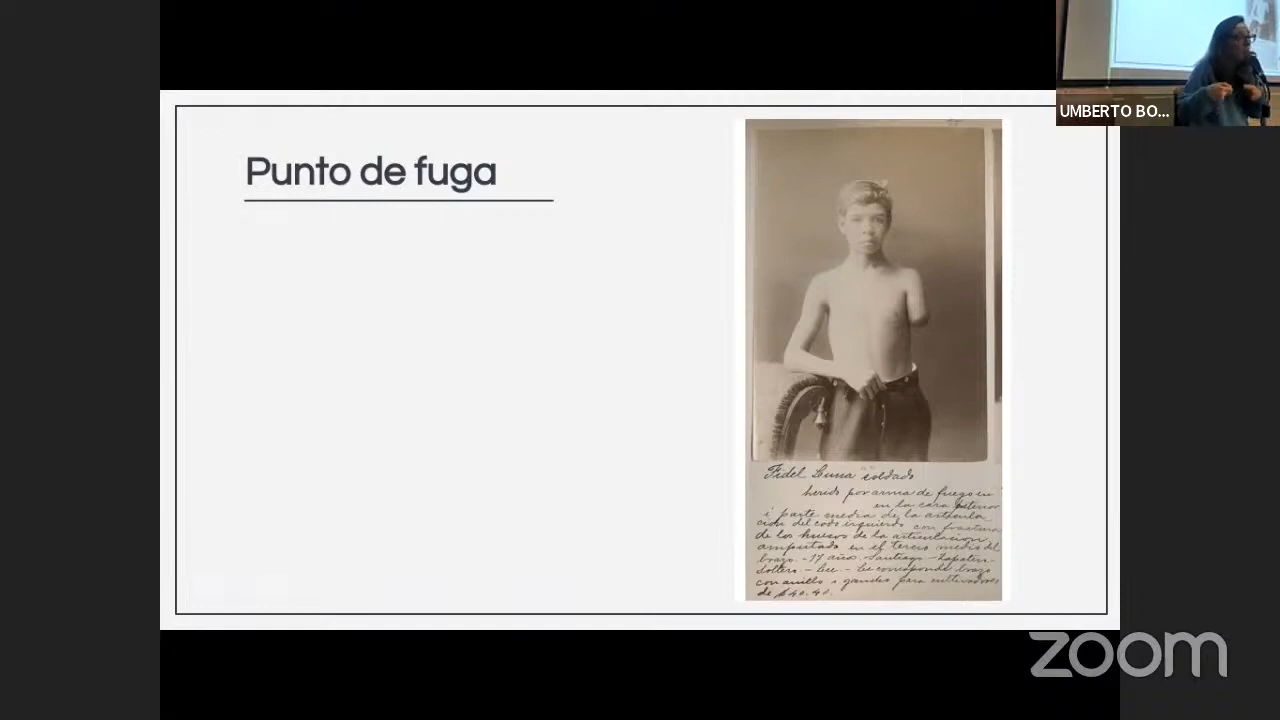 Punto de fuga
UMBERTO BO...
Fidel Luna soldado
herido por arma de fuego en
en la cara posterior
i parte media de la articula
cion del codo izquierdo con fractura
de los huesos de la articulacion
amputado en el tercio medio del
brazo. - 17 años. - Santiago - Zapatero.
Soltero. - Lee. - Le corresponde brazo
con anillo i ganchos para cultivadores
de $40.40.
zoom